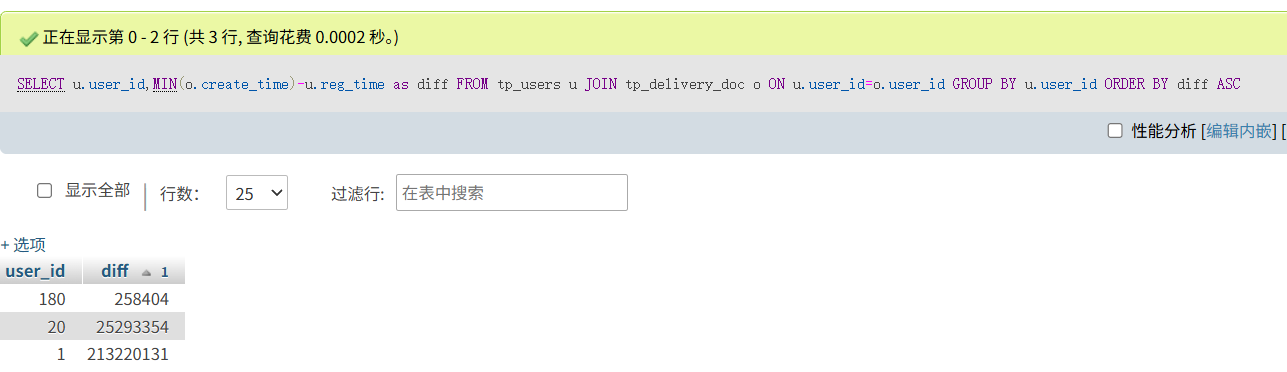 正在显示第 0 - 2 行 (共 3 行, 查询花费 0.0002 秒。)
SELECT u.user_id,MIN(o.create_time)-u.reg_time as diff FROM tp_users u JOIN tp_delivery_doc o ON u.user_id=o.user_id GROUP BY u.user_id ORDER BY diff ASC
性能分析 [编辑内嵌] [
显示全部 | 行数: 25 过滤行: 在表中搜索
+ 选项
user_id diff 1
180 258404
20 25293354
1 213220131